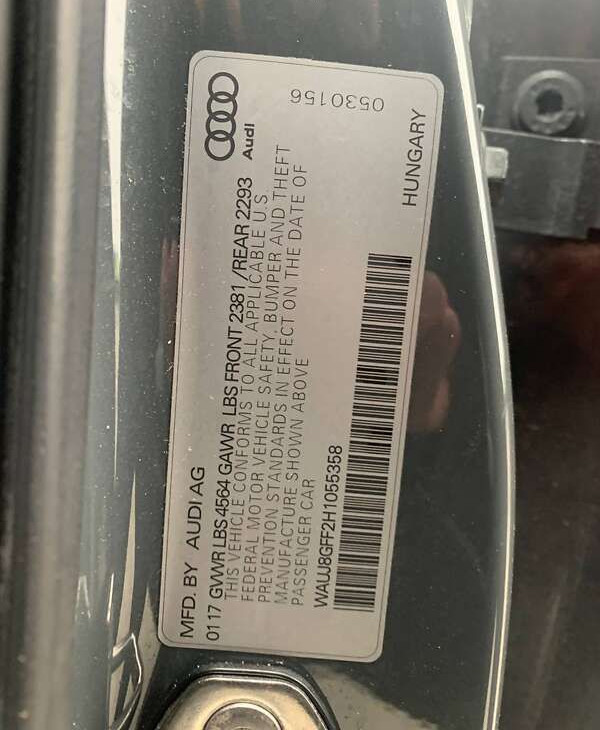 MFD. BY AUDI AG
0117 GVWR LBS 4564 GAWR LBS FRONT 2381 / REAR 2293
THIS VEHICLE CONFORMS TO ALL APPLICABLE U.S.
FEDERAL MOTOR VEHICLE SAFETY, BUMPER AND THEFT
PREVENTION STANDARDS IN EFFECT ON THE DATE OF
MANUFACTURE SHOWN ABOVE
PASSENGER CAR
WAUJ8GFF2H1055358
Audi
0530156
HUNGARY